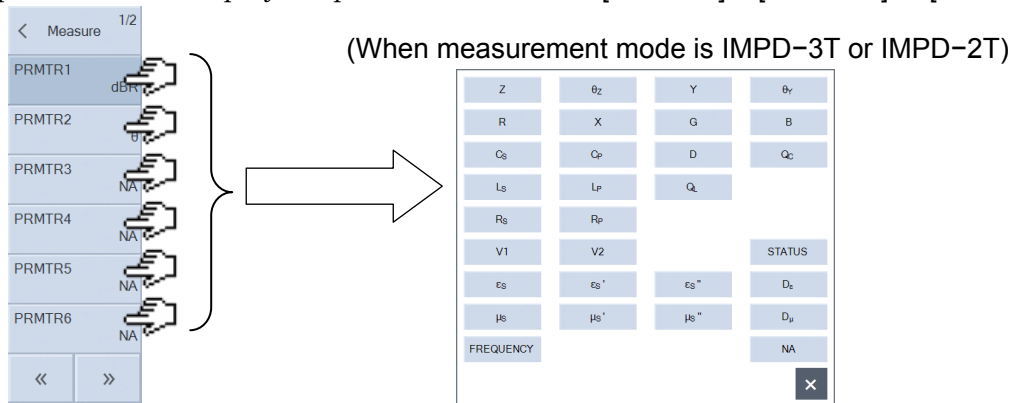 < Measure 1/2
(When measurement mode is IMPD−3T or IMPD−2T)
PRMTR1
dBR
PRMTR2
θ
PRMTR3
NA
PRMTR4
NA
PRMTR5
NA
PRMTR6
NA
« »
Z θZ Y θY
R X G B
CS CP D QC
LS LP QL
RS RP
V1 V2 STATUS
εS εS' εS" Dε
μS μS' μS" Dμ
FREQUENCY NA
×